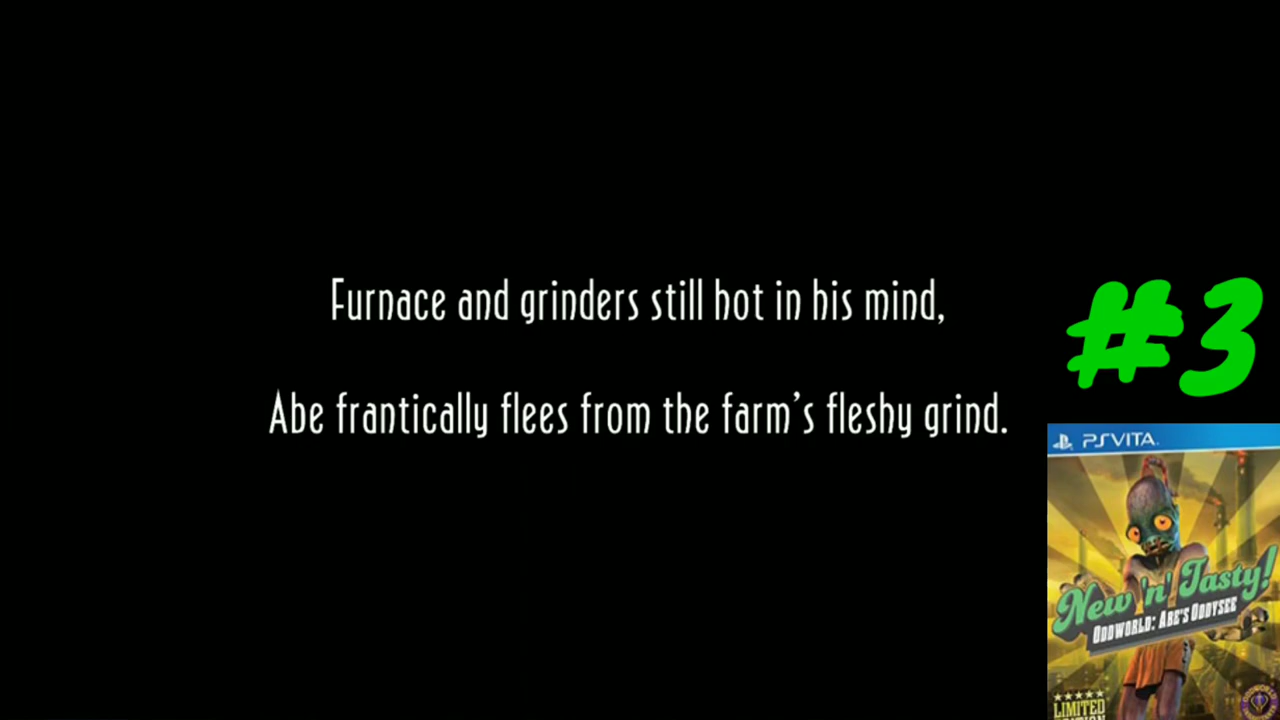 Furnace and grinders still hot in his mind,
Abe frantically flees from the farm's fleshy grind.
#3
PSVITA
New 'n' Tasty!
ODDWORLD: ABE'S ODDYSEE
LIMITED
EDITION